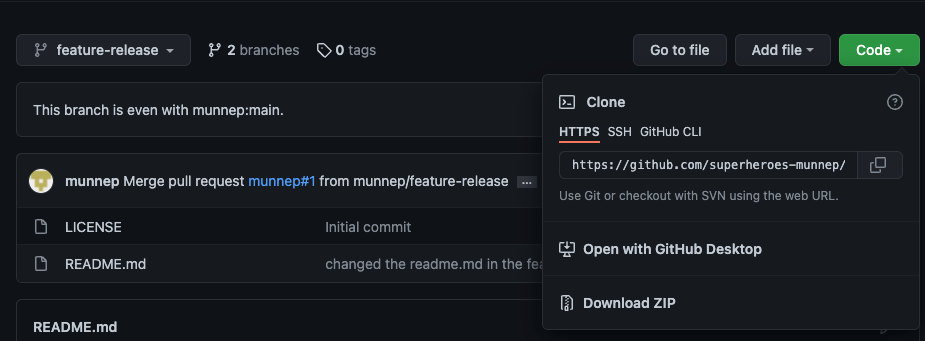 feature-release 2 branches 0 tags Go to file Add file Code
This branch is even with munnep:main.
Clone
HTTPS SSH GitHub CLI
https://github.com/superheroes-munnep/
Use Git or checkout with SVN using the web URL.
munnep Merge pull request munnep#1 from munnep/feature-release ...
LICENSE Initial commit
README.md changed the readme.md in the fea
Open with GitHub Desktop
Download ZIP
README.md